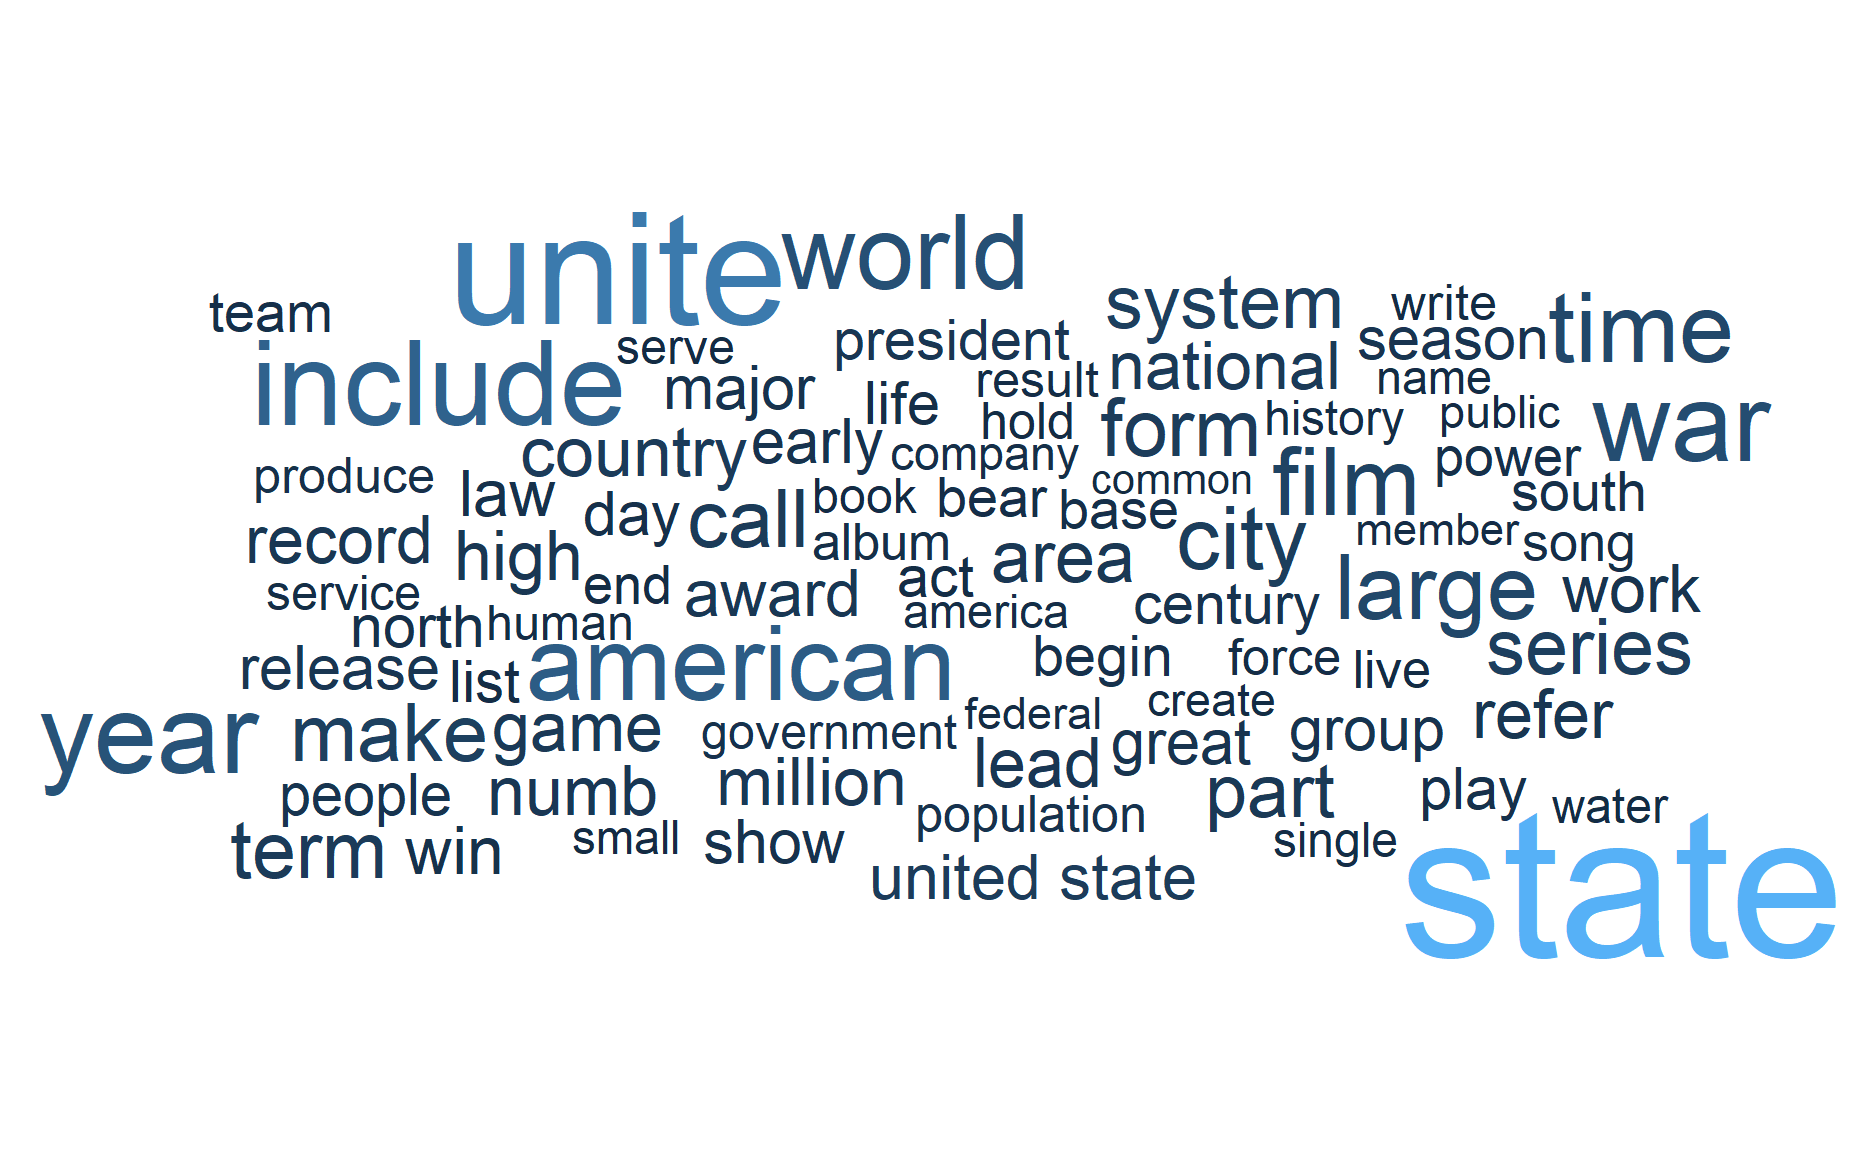 unite world
team system write time
serve president season
include major result national name
life hold form history public war
country early company power
produce law common film south
day call book bear base
record album city member song
high end award act area large work
service america century
north human series
release list american begin force live
year make game government federal create great group refer
people numb million lead part play water
term win small show population single
united state state